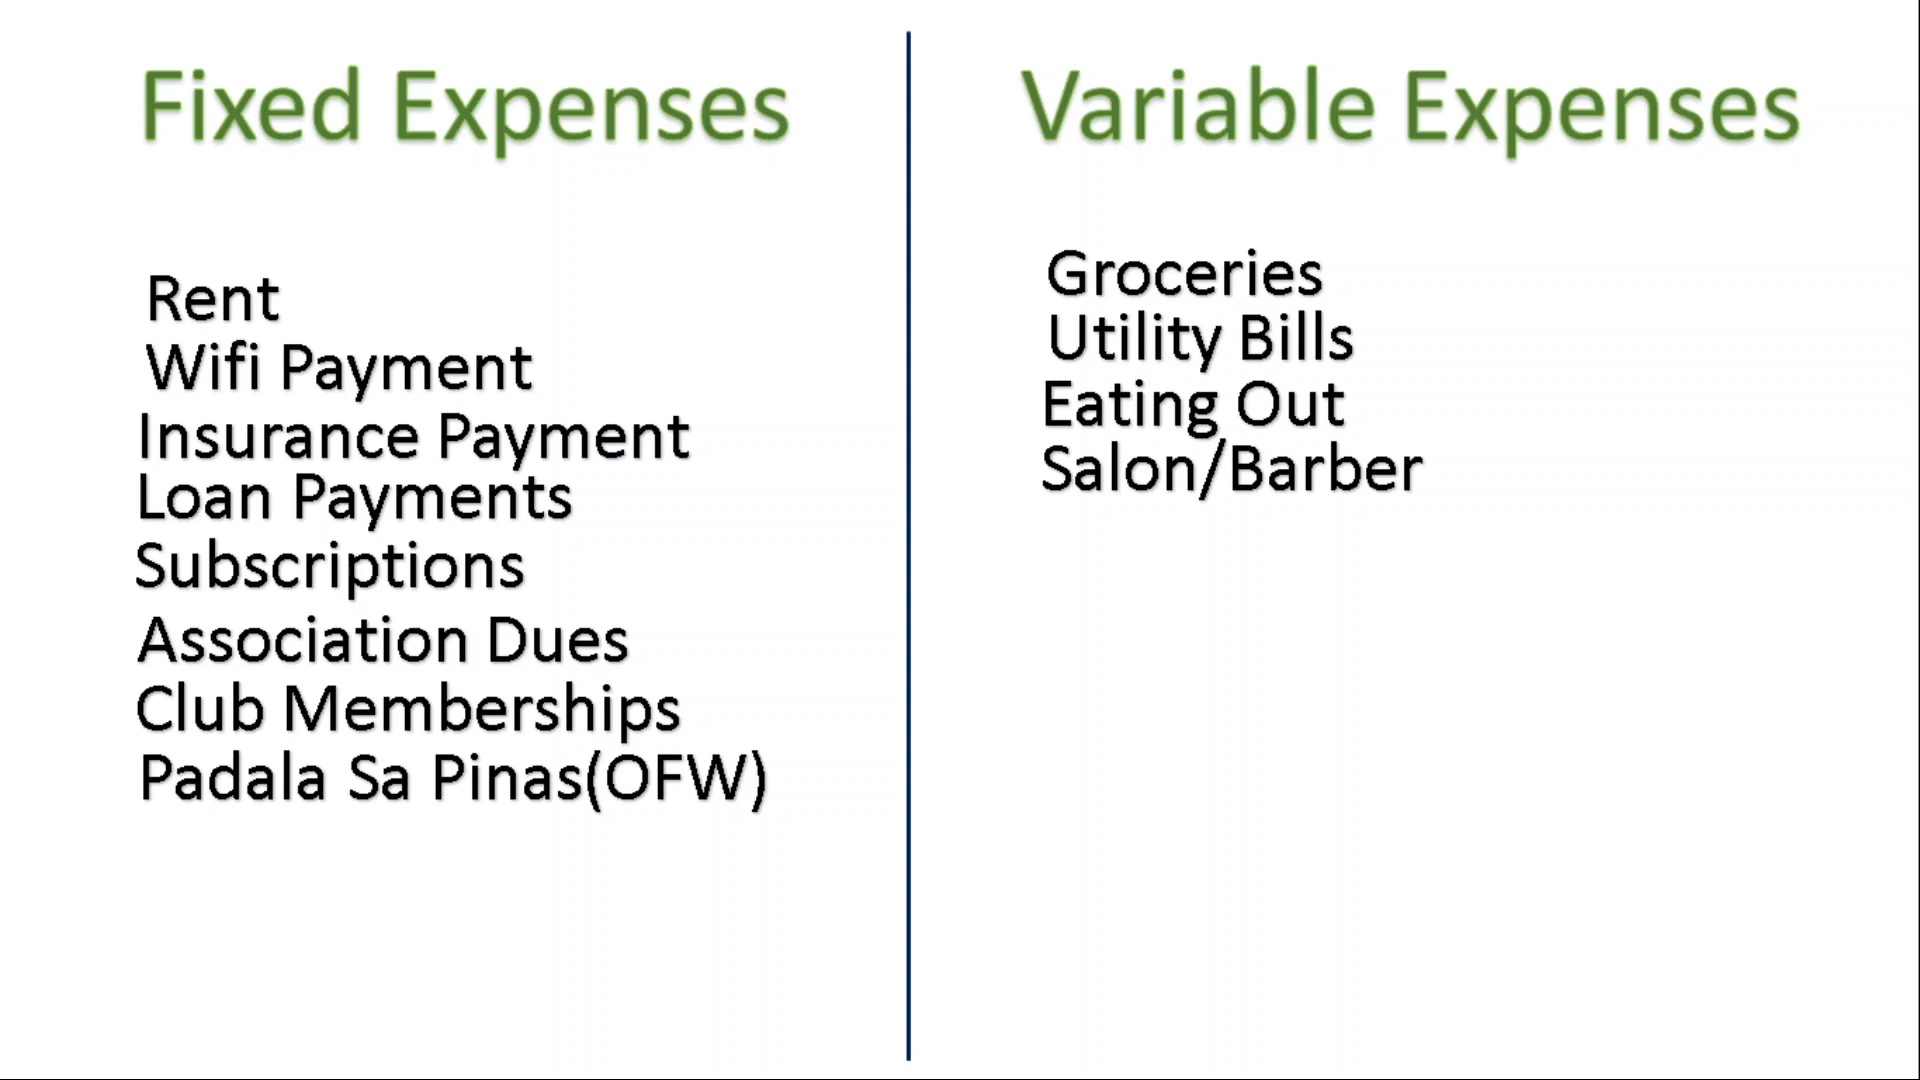 Fixed Expenses
Rent
Wifi Payment
Insurance Payment
Loan Payments
Subscriptions
Association Dues
Club Memberships
Padala Sa Pinas(OFW)
Variable Expenses
Groceries
Utility Bills
Eating Out
Salon/Barber